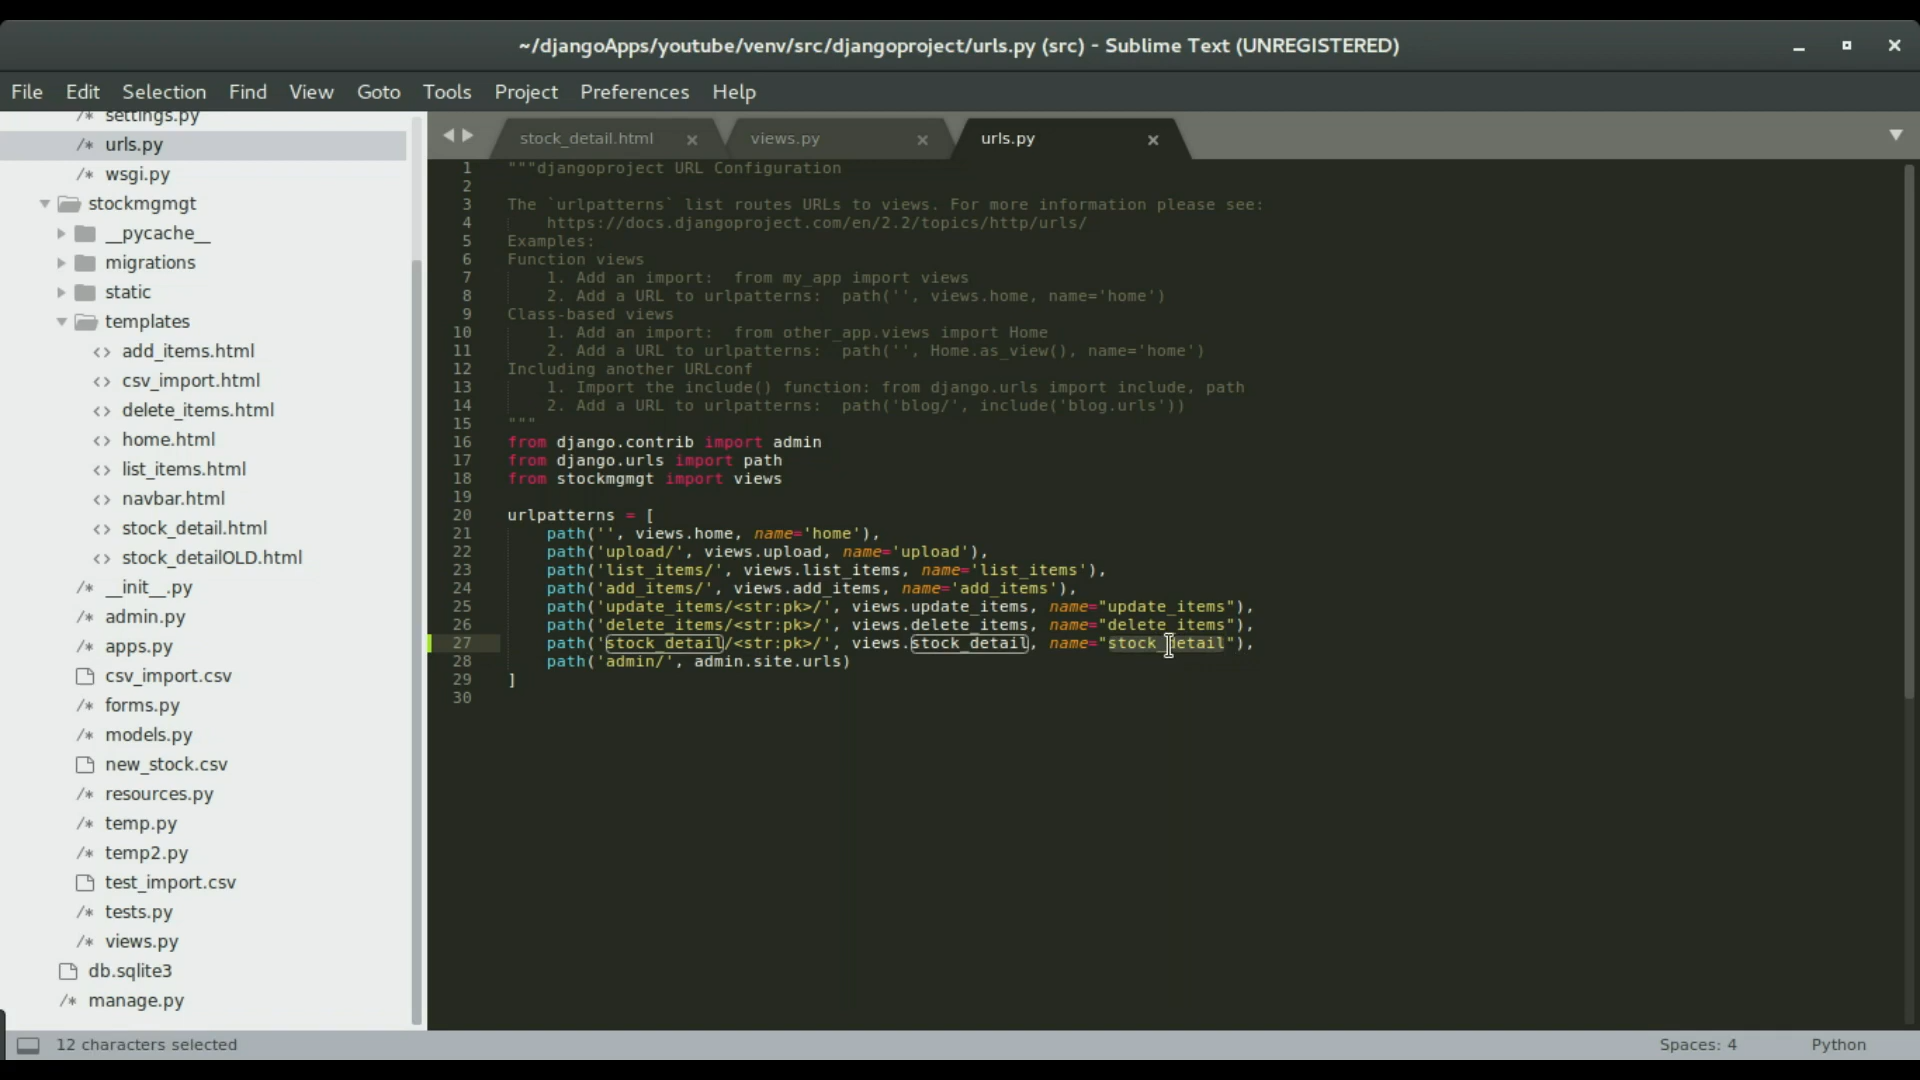 ~/djangoApps/youtube/venv/src/djangoproject/urls.py (src) - Sublime Text (UNREGISTERED)
File Edit Selection Find View Goto Tools Project Preferences Help
settings.py
urls.py
wsgi.py
stockmgmgt
__pycache__
migrations
static
templates
add_items.html
csv_import.html
delete_items.html
home.html
list_items.html
navbar.html
stock_detail.html
stock_detailOLD.html
__init__.py
admin.py
apps.py
csv_import.csv
forms.py
models.py
new_stock.csv
resources.py
temp.py
temp2.py
test_import.csv
tests.py
views.py
db.sqlite3
manage.py
stock_detail.html views.py urls.py
1 """djangoproject URL Configuration
2
3 The `urlpatterns` list routes URLs to views. For more information please see:
4     https://docs.djangoproject.com/en/2.2/topics/http/urls/
5 Examples:
6 Function views
7     1. Add an import:  from my_app import views
8     2. Add a URL to urlpatterns:  path('', views.home, name='home')
9 Class-based views
10     1. Add an import:  from other_app.views import Home
11     2. Add a URL to urlpatterns:  path('', Home.as_view(), name='home')
12 Including another URLconf
13     1. Import the include() function: from django.urls import include, path
14     2. Add a URL to urlpatterns:  path('blog/', include('blog.urls'))
15 """
16 from django.contrib import admin
17 from django.urls import path
18 from stockmgmgt import views
19
20 urlpatterns = [
21     path('', views.home, name='home'),
22     path('upload/', views.upload, name='upload'),
23     path('list_items/', views.list_items, name='list_items'),
24     path('add_items/', views.add_items, name='add_items'),
25     path('update_items/<str:pk>/', views.update_items, name="update_items"),
26     path('delete_items/<str:pk>/', views.delete_items, name="delete_items"),
27     path('stock_detail/<str:pk>/', views.stock_detail, name="stock_detail"),
28     path('admin/', admin.site.urls)
29 ]
30
12 characters selected Spaces: 4 Python